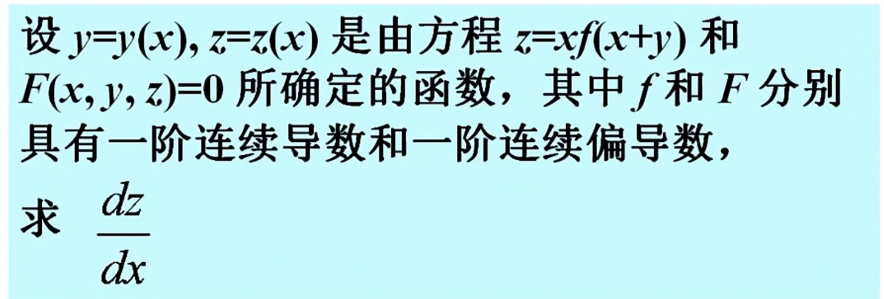 设 y=y(x), z=z(x) 是由方程 z=xf(x+y) 和
F(x, y, z)=0 所确定的函数，其中 f 和 F 分别
具有一阶连续导数和一阶连续偏导数，
求 dz/dx